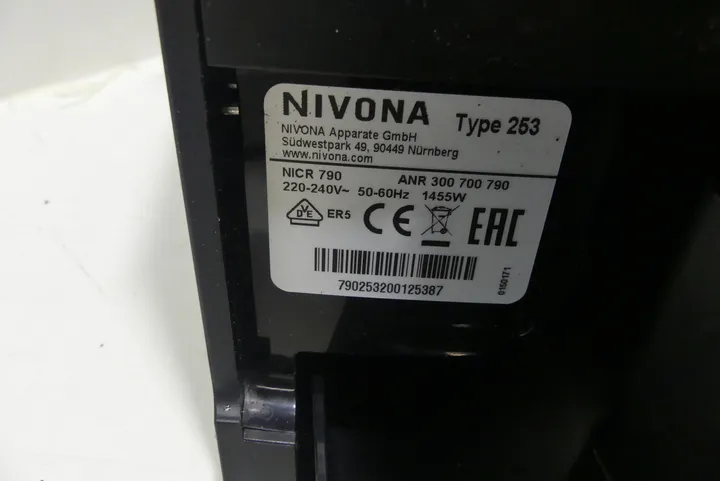 NIVONA Type 253
NIVONA Apparate GmbH
Südwestpark 49, 90449 Nürnberg
www.nivona.com
NICR 790 ANR 300 700 790
220-240V~ 50-60Hz 1455W
DVE ER5 CE EAC
790253200125387
0150171